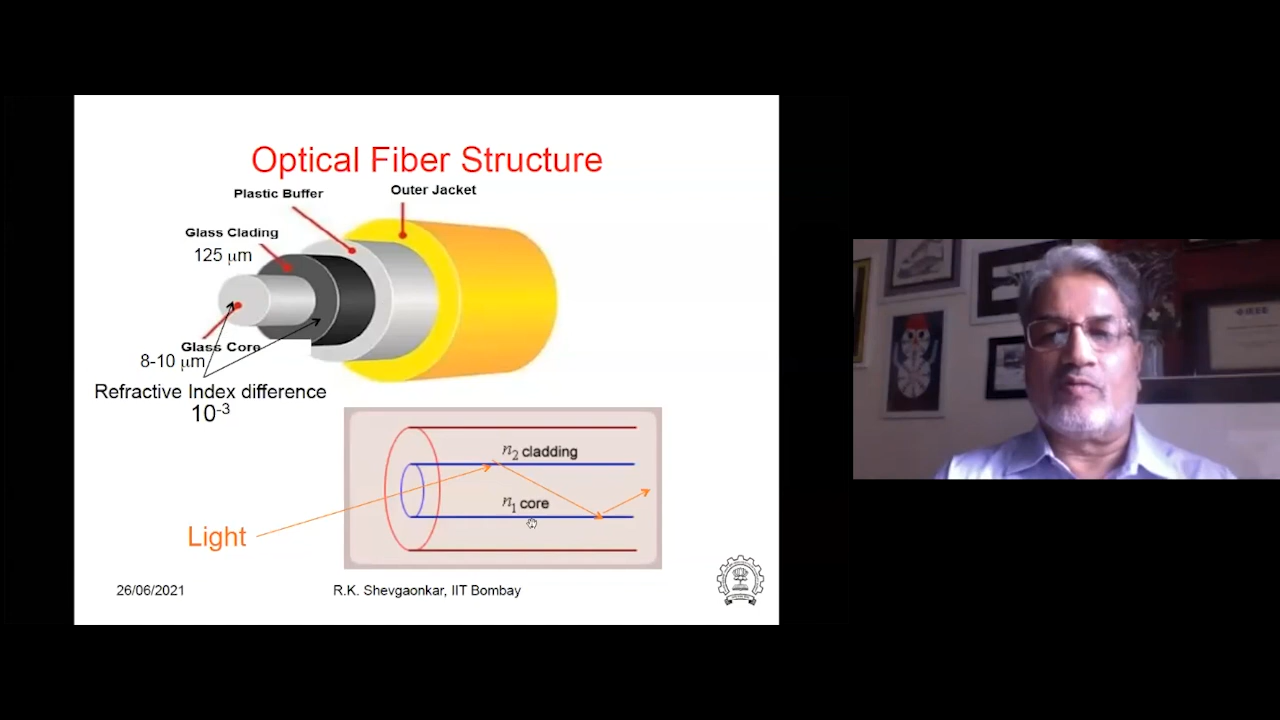 Optical Fiber Structure
Plastic Buffer
Outer Jacket
Glass Clading
125 μm
Glass Core
8-10 μm
Refractive Index difference
10-3
n2 cladding
n1 core
Light
26/06/2021
R.K. Shevgaonkar, IIT Bombay